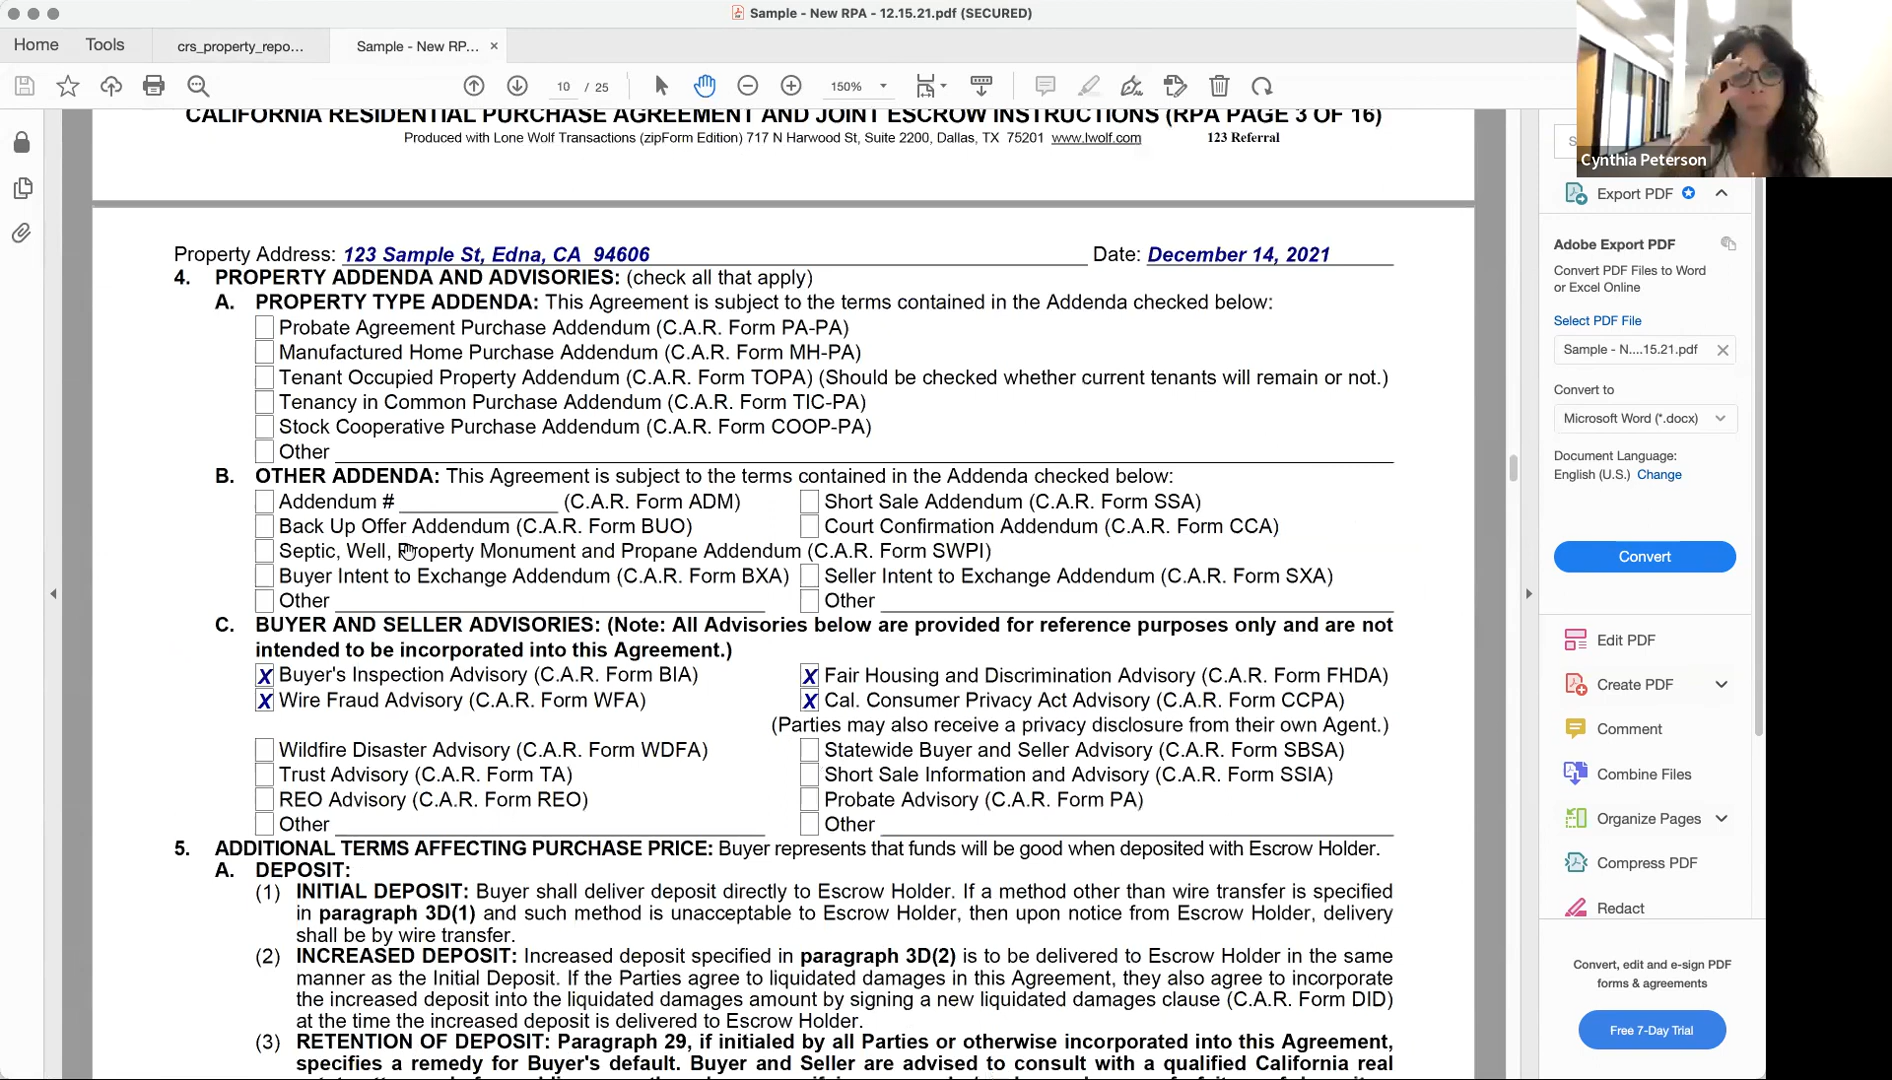 Sample - New RPA - 12.15.21.pdf (SECURED)
Home
Tools
crs_property_repo...
Sample - New RP...
×
10 / 25
150%
Cynthia Peterson
CALIFORNIA RESIDENTIAL PURCHASE AGREEMENT AND JOINT ESCROW INSTRUCTIONS (RPA PAGE 3 OF 16)
Produced with Lone Wolf Transactions (zipForm Edition) 717 N Harwood St, Suite 2200, Dallas, TX 75201 www.lwolf.com 123 Referral
Property Address: 123 Sample St, Edna, CA 94606 Date: December 14, 2021
4. PROPERTY ADDENDA AND ADVISORIES: (check all that apply)
A. PROPERTY TYPE ADDENDA: This Agreement is subject to the terms contained in the Addenda checked below:
Probate Agreement Purchase Addendum (C.A.R. Form PA-PA)
Manufactured Home Purchase Addendum (C.A.R. Form MH-PA)
Tenant Occupied Property Addendum (C.A.R. Form TOPA) (Should be checked whether current tenants will remain or not.)
Tenancy in Common Purchase Addendum (C.A.R. Form TIC-PA)
Stock Cooperative Purchase Addendum (C.A.R. Form COOP-PA)
Other
B. OTHER ADDENDA: This Agreement is subject to the terms contained in the Addenda checked below:
Addendum # (C.A.R. Form ADM) Short Sale Addendum (C.A.R. Form SSA)
Back Up Offer Addendum (C.A.R. Form BUO) Court Confirmation Addendum (C.A.R. Form CCA)
Septic, Well, Property Monument and Propane Addendum (C.A.R. Form SWPI)
Buyer Intent to Exchange Addendum (C.A.R. Form BXA) Seller Intent to Exchange Addendum (C.A.R. Form SXA)
Other Other
C. BUYER AND SELLER ADVISORIES: (Note: All Advisories below are provided for reference purposes only and are not
intended to be incorporated into this Agreement.)
X Buyer's Inspection Advisory (C.A.R. Form BIA) X Fair Housing and Discrimination Advisory (C.A.R. Form FHDA)
X Wire Fraud Advisory (C.A.R. Form WFA) X Cal. Consumer Privacy Act Advisory (C.A.R. Form CCPA)
(Parties may also receive a privacy disclosure from their own Agent.)
Wildfire Disaster Advisory (C.A.R. Form WDFA) Statewide Buyer and Seller Advisory (C.A.R. Form SBSA)
Trust Advisory (C.A.R. Form TA) Short Sale Information and Advisory (C.A.R. Form SSIA)
REO Advisory (C.A.R. Form REO) Probate Advisory (C.A.R. Form PA)
Other Other
5. ADDITIONAL TERMS AFFECTING PURCHASE PRICE: Buyer represents that funds will be good when deposited with Escrow Holder.
A. DEPOSIT:
(1) INITIAL DEPOSIT: Buyer shall deliver deposit directly to Escrow Holder. If a method other than wire transfer is specified
in paragraph 3D(1) and such method is unacceptable to Escrow Holder, then upon notice from Escrow Holder, delivery
shall be by wire transfer.
(2) INCREASED DEPOSIT: Increased deposit specified in paragraph 3D(2) is to be delivered to Escrow Holder in the same
manner as the Initial Deposit. If the Parties agree to liquidated damages in this Agreement, they also agree to incorporate
the increased deposit into the liquidated damages amount by signing a new liquidated damages clause (C.A.R. Form DID)
at the time the increased deposit is delivered to Escrow Holder.
(3) RETENTION OF DEPOSIT: Paragraph 29, if initialed by all Parties or otherwise incorporated into this Agreement,
specifies a remedy for Buyer's default. Buyer and Seller are advised to consult with a qualified California real
Export PDF
Adobe Export PDF
Convert PDF Files to Word
or Excel Online
Select PDF File
Sample - N....15.21.pdf
Convert to
Microsoft Word (*.docx)
Document Language:
English (U.S.) Change
Convert
Edit PDF
Create PDF
Comment
Combine Files
Organize Pages
Compress PDF
Redact
Convert, edit and e-sign PDF
forms & agreements
Free 7-Day Trial